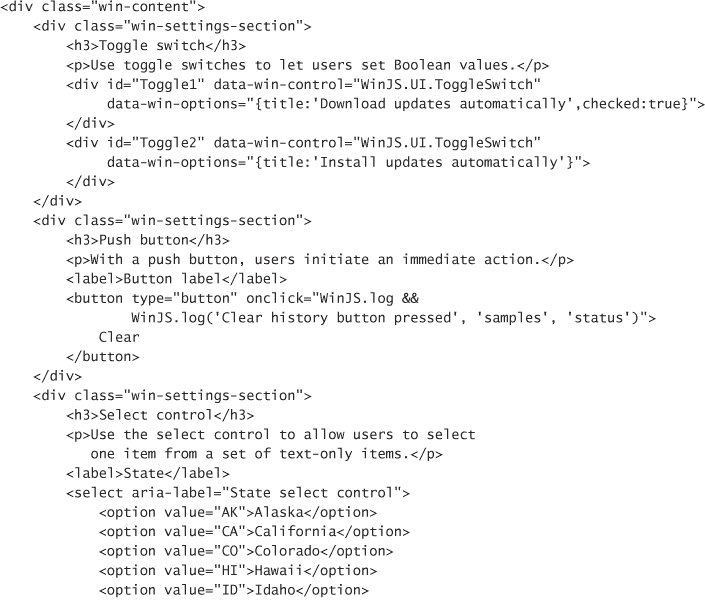 <div class="win-content">
    <div class="win-settings-section">
        <h3>Toggle switch</h3>
        <p>Use toggle switches to let users set Boolean values.</p>
        <div id="Toggle1" data-win-control="WinJS.UI.ToggleSwitch"
             data-win-options="{title:'Download updates automatically',checked:true}">
        </div>
        <div id="Toggle2" data-win-control="WinJS.UI.ToggleSwitch"
             data-win-options="{title:'Install updates automatically'}">
        </div>
    </div>
    <div class="win-settings-section">
        <h3>Push button</h3>
        <p>With a push button, users initiate an immediate action.</p>
        <label>Button label</label>
        <button type="button" onclick="WinJS.log &&
                WinJS.log('Clear history button pressed', 'samples', 'status')">
            Clear
        </button>
    </div>
    <div class="win-settings-section">
        <h3>Select control</h3>
        <p>Use the select control to allow users to select
           one item from a set of text-only items.</p>
        <label>State</label>
        <select aria-label="State select control">
            <option value="AK">Alaska</option>
            <option value="CA">California</option>
            <option value="CO">Colorado</option>
            <option value="HI">Hawaii</option>
            <option value="ID">Idaho</option>